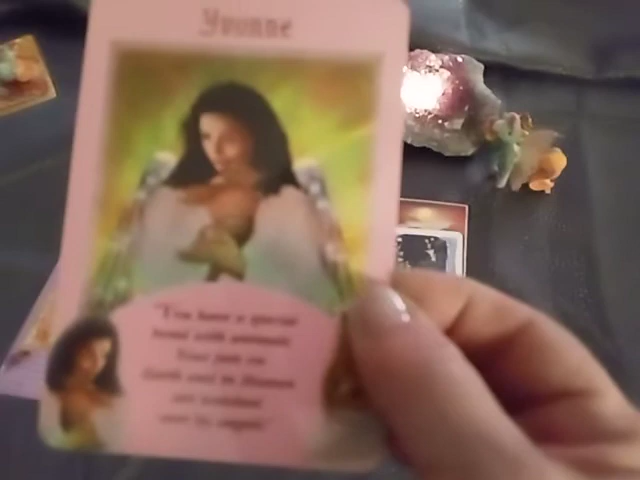 Yvonne
"You have a special
bond with animals.
Your pets on
Earth and in Heaven
are watched
over by angels"